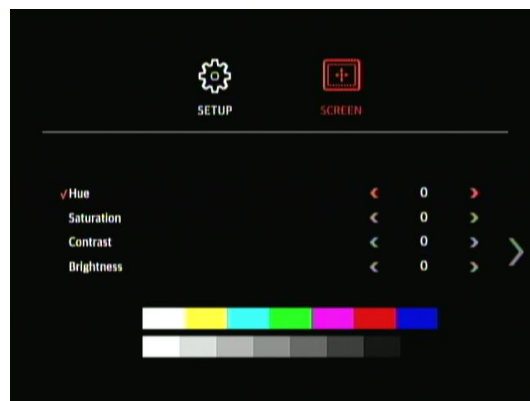 SETUP SCREEN
√Hue < 0 >
Saturation < 0 >
Contrast < 0 >
Brightness < 0 >